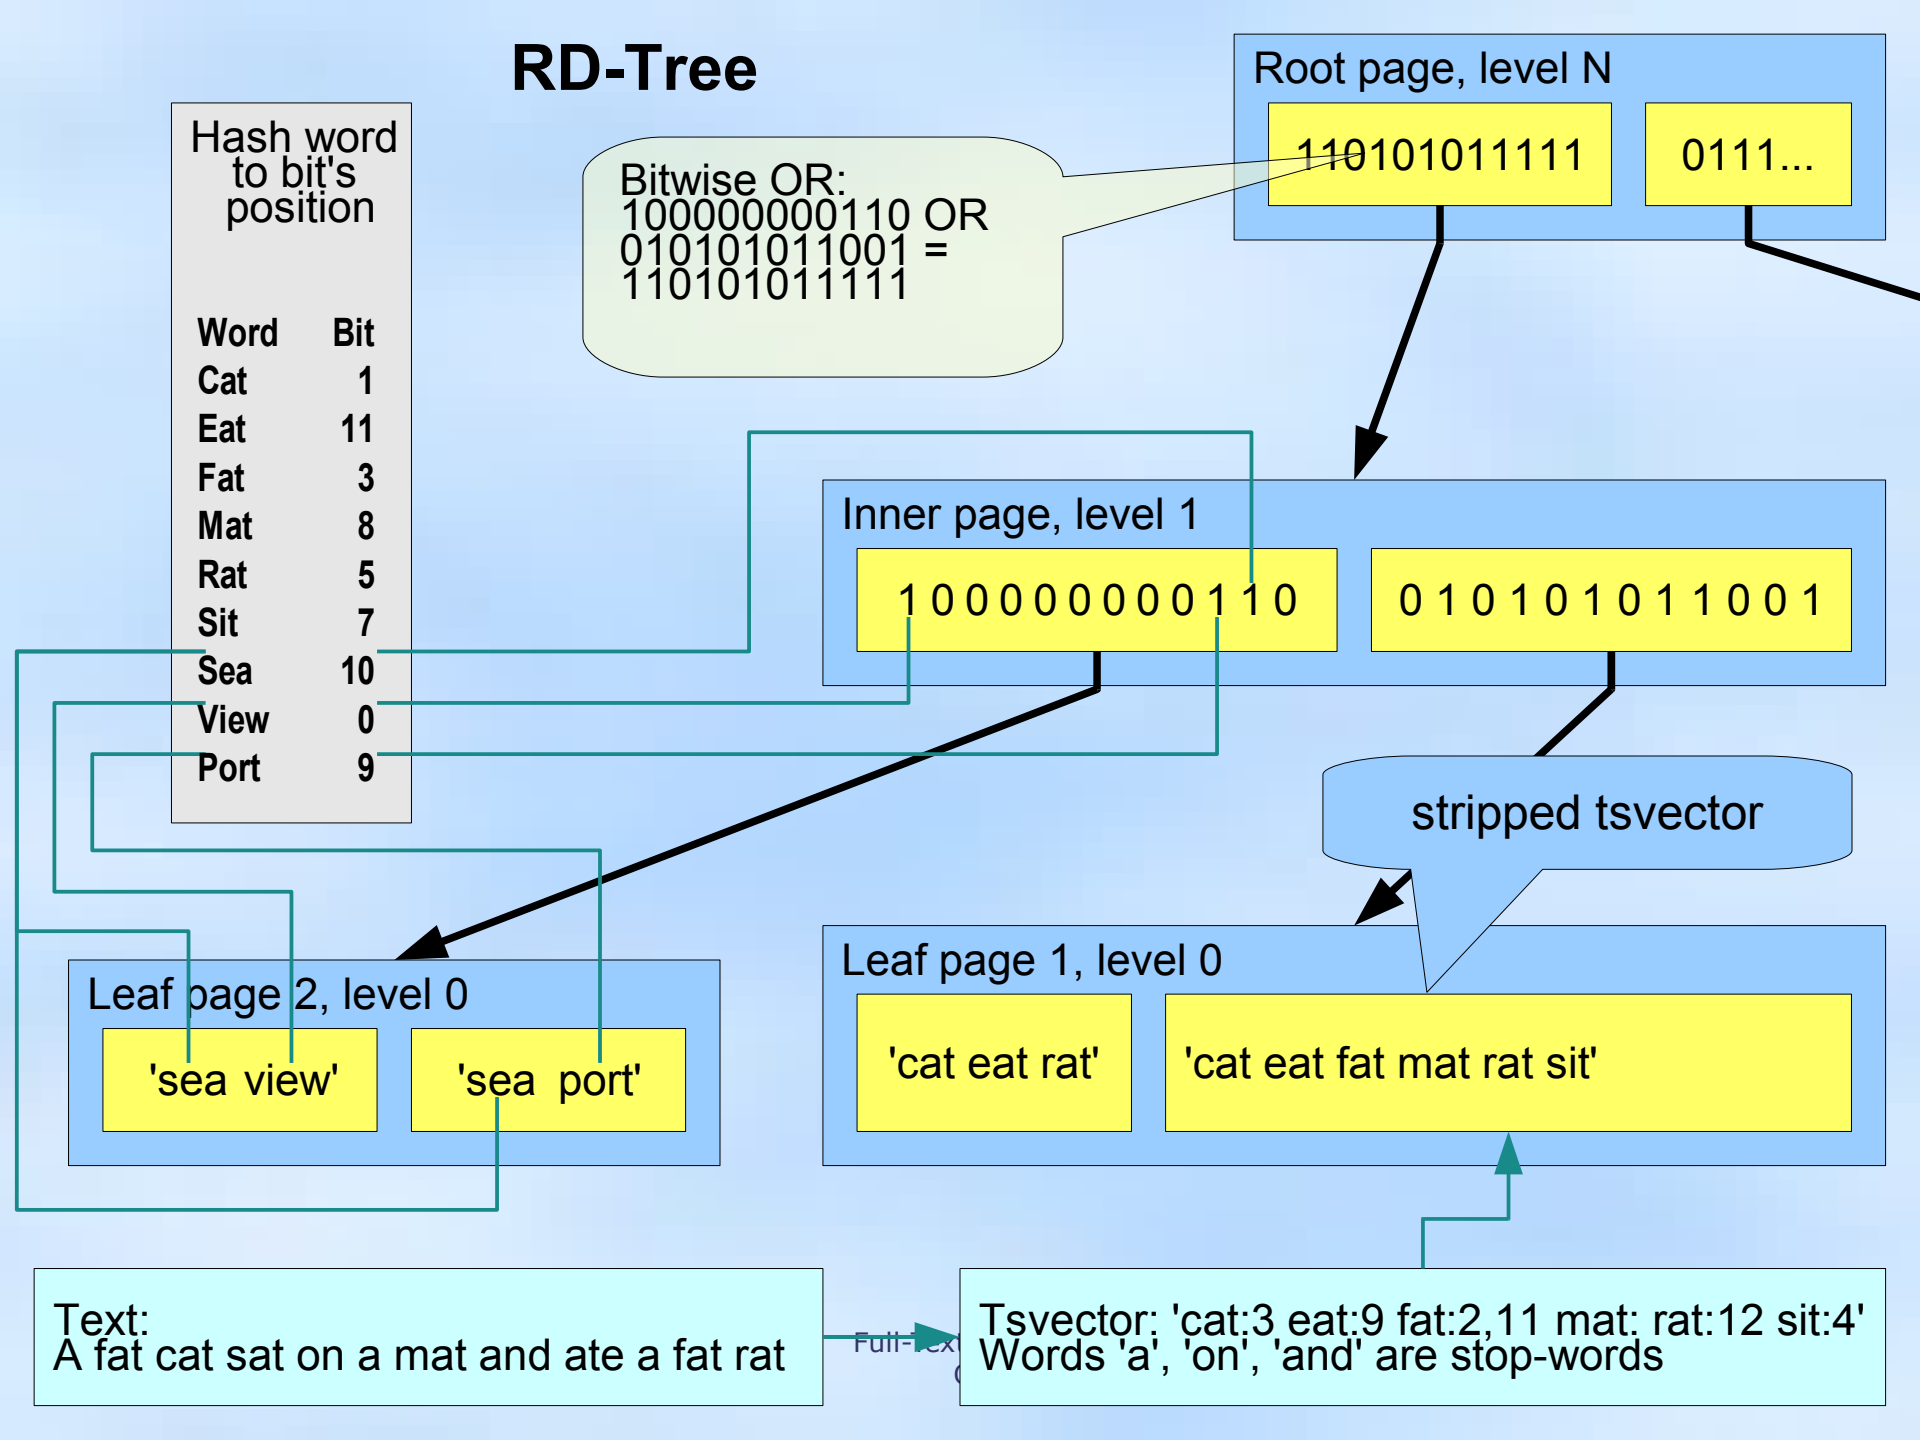 RD-Tree
Root page, level N
110101011111
0111...
Hash word
to bit's
position
Bitwise OR:
100000000110 OR
010101011001 =
110101011111
Word Bit
Cat 1
Eat 11
Fat 3
Mat 8
Rat 5
Sit 7
Sea 10
View 0
Port 9
Inner page, level 1
1 0 0 0 0 0 0 0 0 1 1 0
0 1 0 1 0 1 0 1 1 0 0 1
stripped tsvector
Leaf page 2, level 0
'sea view'
'sea port'
Leaf page 1, level 0
'cat eat rat'
'cat eat fat mat rat sit'
Text:
A fat cat sat on a mat and ate a fat rat
Full-Text
Tsvector: 'cat:3 eat:9 fat:2,11 mat: rat:12 sit:4'
Words 'a', 'on', 'and' are stop-words